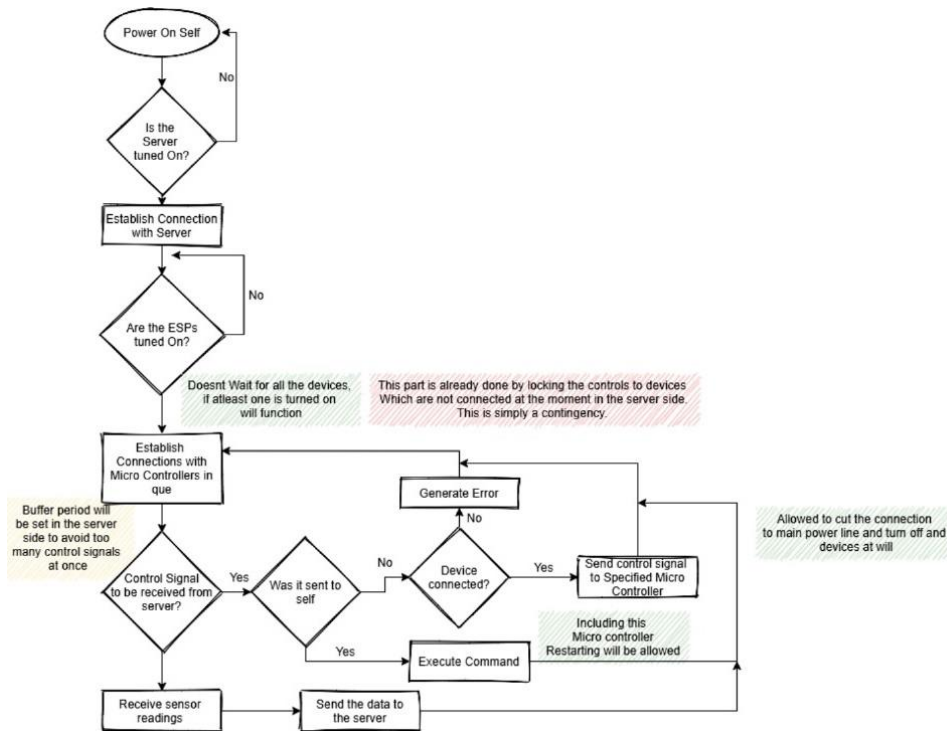 Power On Self
No
Is the
Server
tuned On?
Establish Connection
with Server
No
Are the ESPs
tuned On?
Doesnt Wait for all the devices,
if atleast one is turned on
will function
This part is already done by locking the controls to devices
Which are not connected at the moment in the server side.
This is simply a contingency.
Establish
Connections with
Micro Controllers in
que
Generate Error
Buffer period will
be set in the server
side to avoid too
many control signals
at once
No
Allowed to cut the connection
to main power line and turn off and
devices at will
Control Signal
to be received from
server?
Yes
Was it sent to
self
No
Device
connected?
Yes
Send control signal
to Specified Micro
Controller
Including this
Micro controller
Restarting will be allowed
Yes
Execute Command
Receive sensor
readings
Send the data to
the server